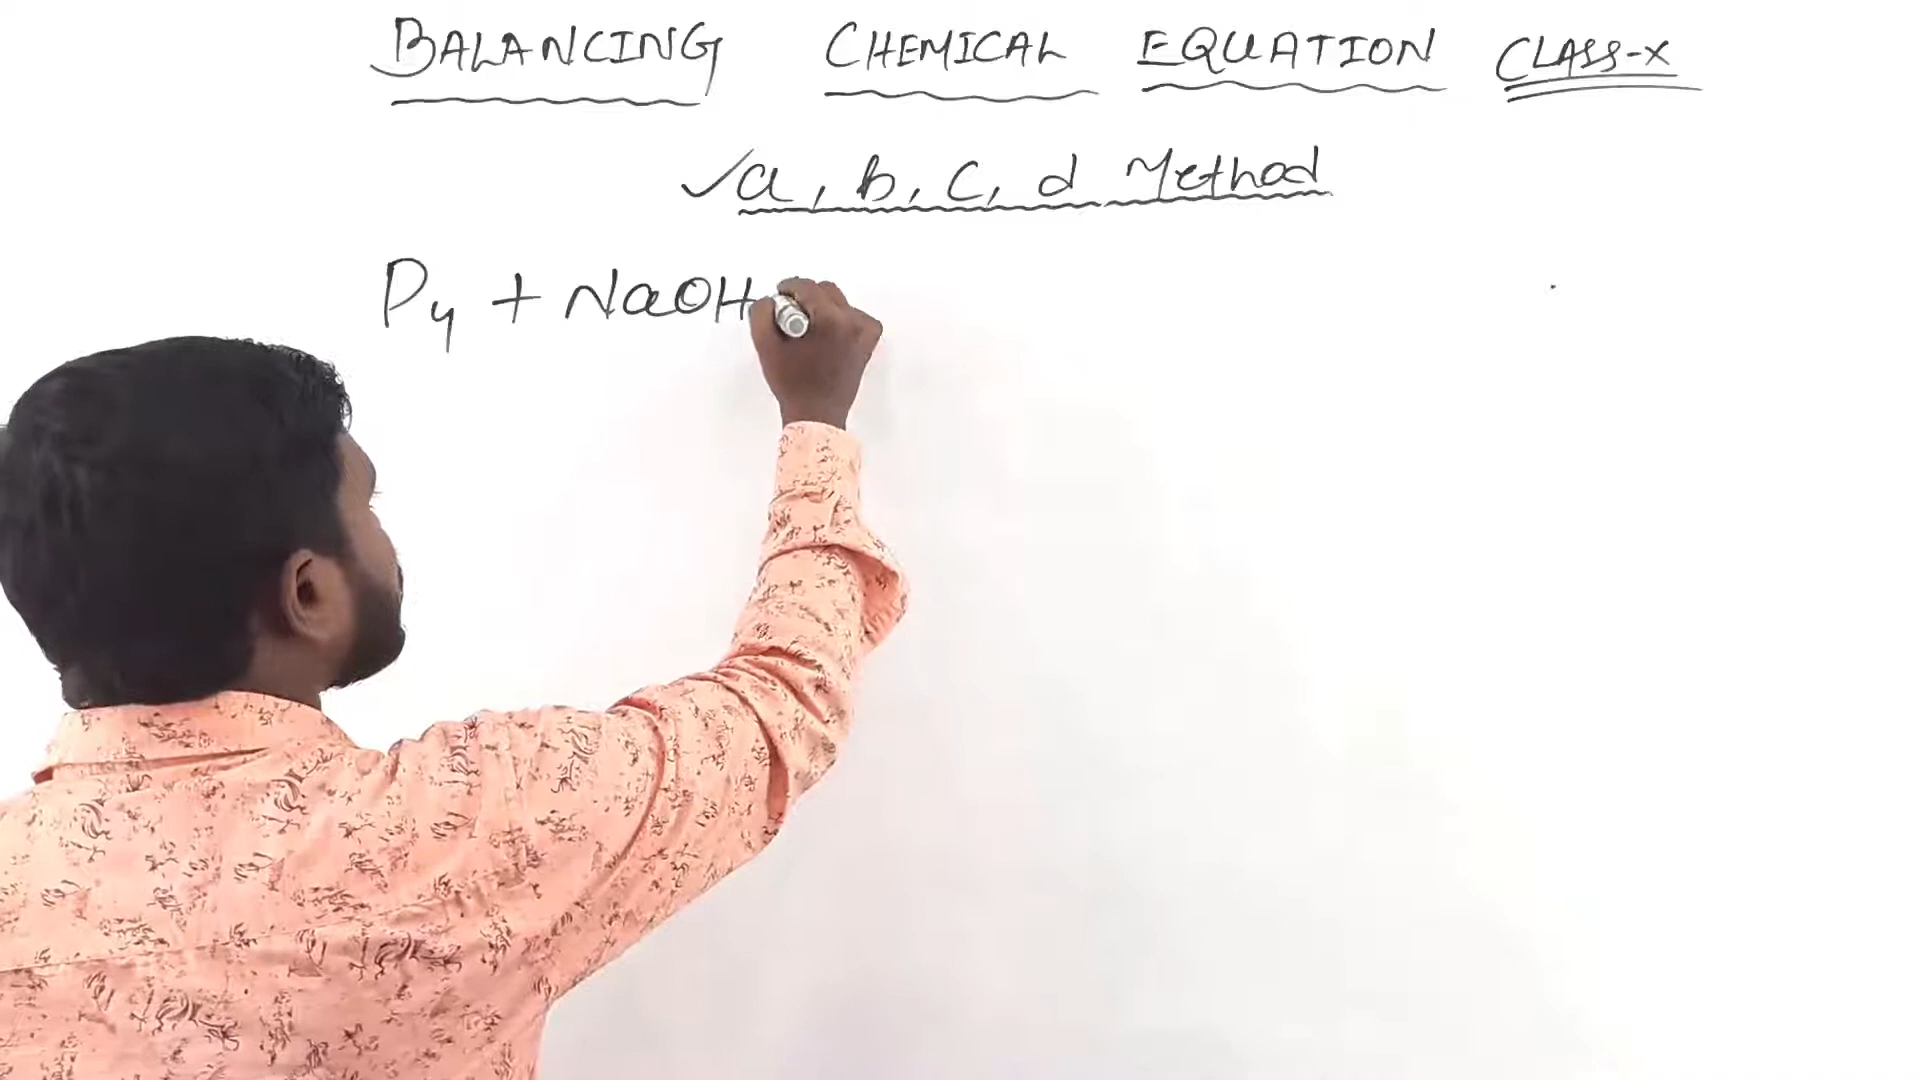 BALANCING CHEMICAL EQUATION CLASS-X
✓a, b, c, d Method
P₄ + NaOH